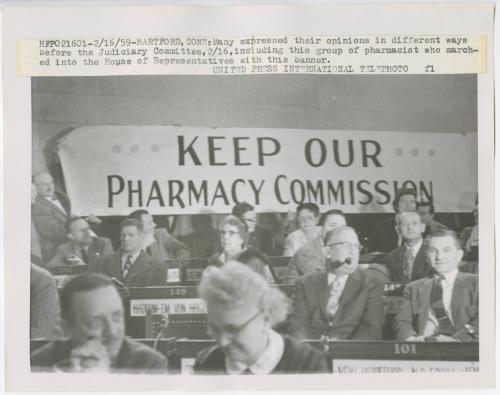 HFP021601-2/16/59-HARTFORD,CONN:Many expressed their opinions in different ways
before the Judiciary Committee,2/16,including this group of pharmacist who march-
ed into the House of Representatives with this banner.
UNITED PRESS INTERNATIONAL TELEPHOTO f1
KEEP OUR
PHARMACY COMMISSION
149
101